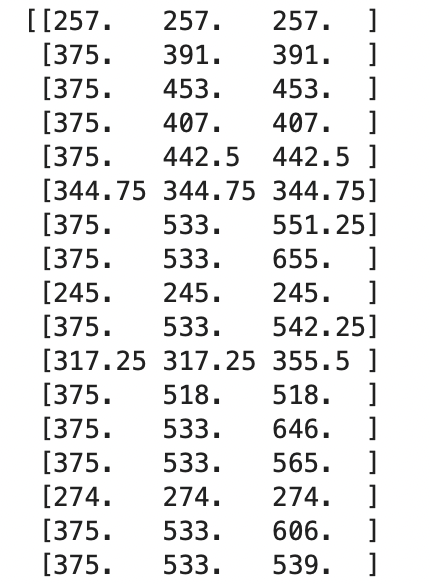 [[257.   257.   257.  ]
 [375.   391.   391.  ]
 [375.   453.   453.  ]
 [375.   407.   407.  ]
 [375.   442.5  442.5 ]
 [344.75 344.75 344.75]
 [375.   533.   551.25]
 [375.   533.   655.  ]
 [245.   245.   245.  ]
 [375.   533.   542.25]
 [317.25 317.25 355.5 ]
 [375.   518.   518.  ]
 [375.   533.   646.  ]
 [375.   533.   565.  ]
 [274.   274.   274.  ]
 [375.   533.   606.  ]
 [375.   533.   539.  ]